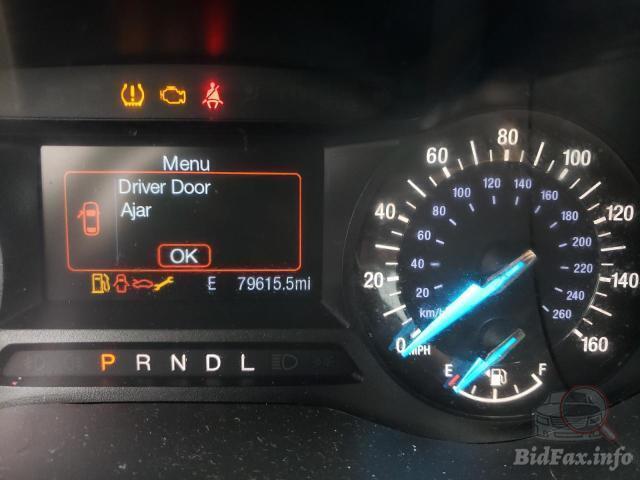 Menu
Driver Door
Ajar
OK
E 79615.5mi
P R N D L
0 20 40 60 80 100 120 140 160
MPH
20 40 60 80 100 120 140 160 180 200 220 240 260
km/h
E F
BidFax.info